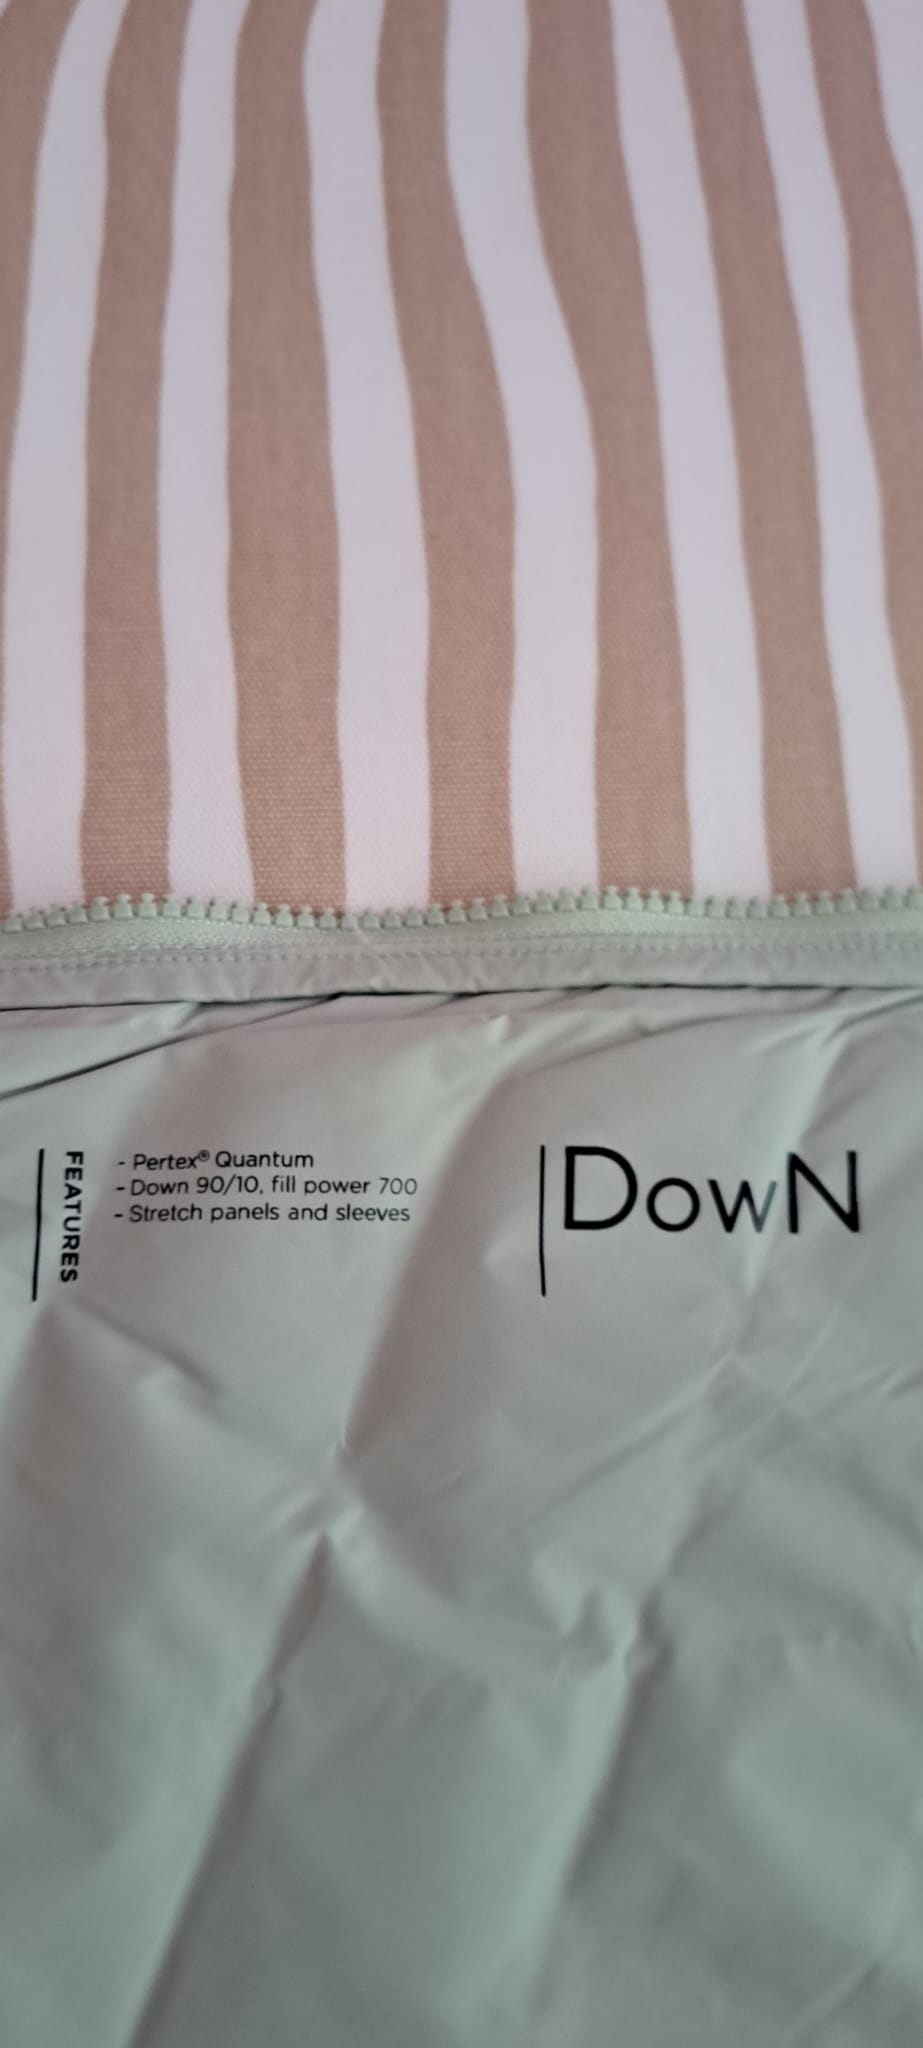 FEATURES
- Pertex® Quantum
- Down 90/10, fill power 700
- Stretch panels and sleeves
DowN